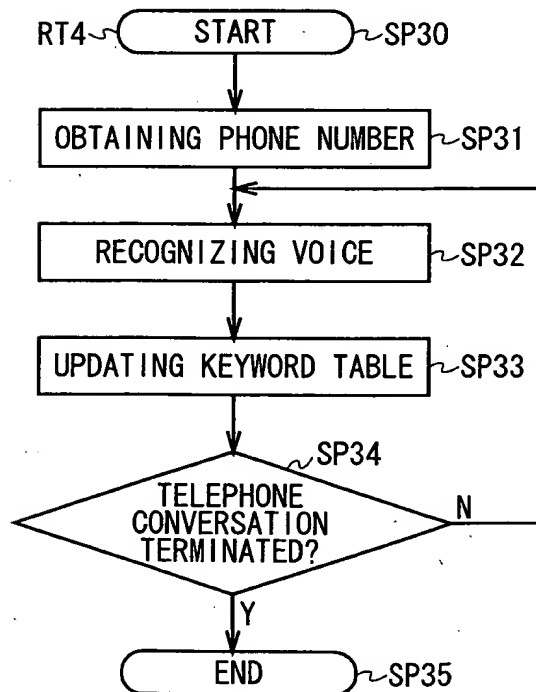 RT4 START SP30
OBTAINING PHONE NUMBER SP31
RECOGNIZING VOICE SP32
UPDATING KEYWORD TABLE SP33
SP34
TELEPHONE
CONVERSATION
TERMINATED?
N
Y
END SP35